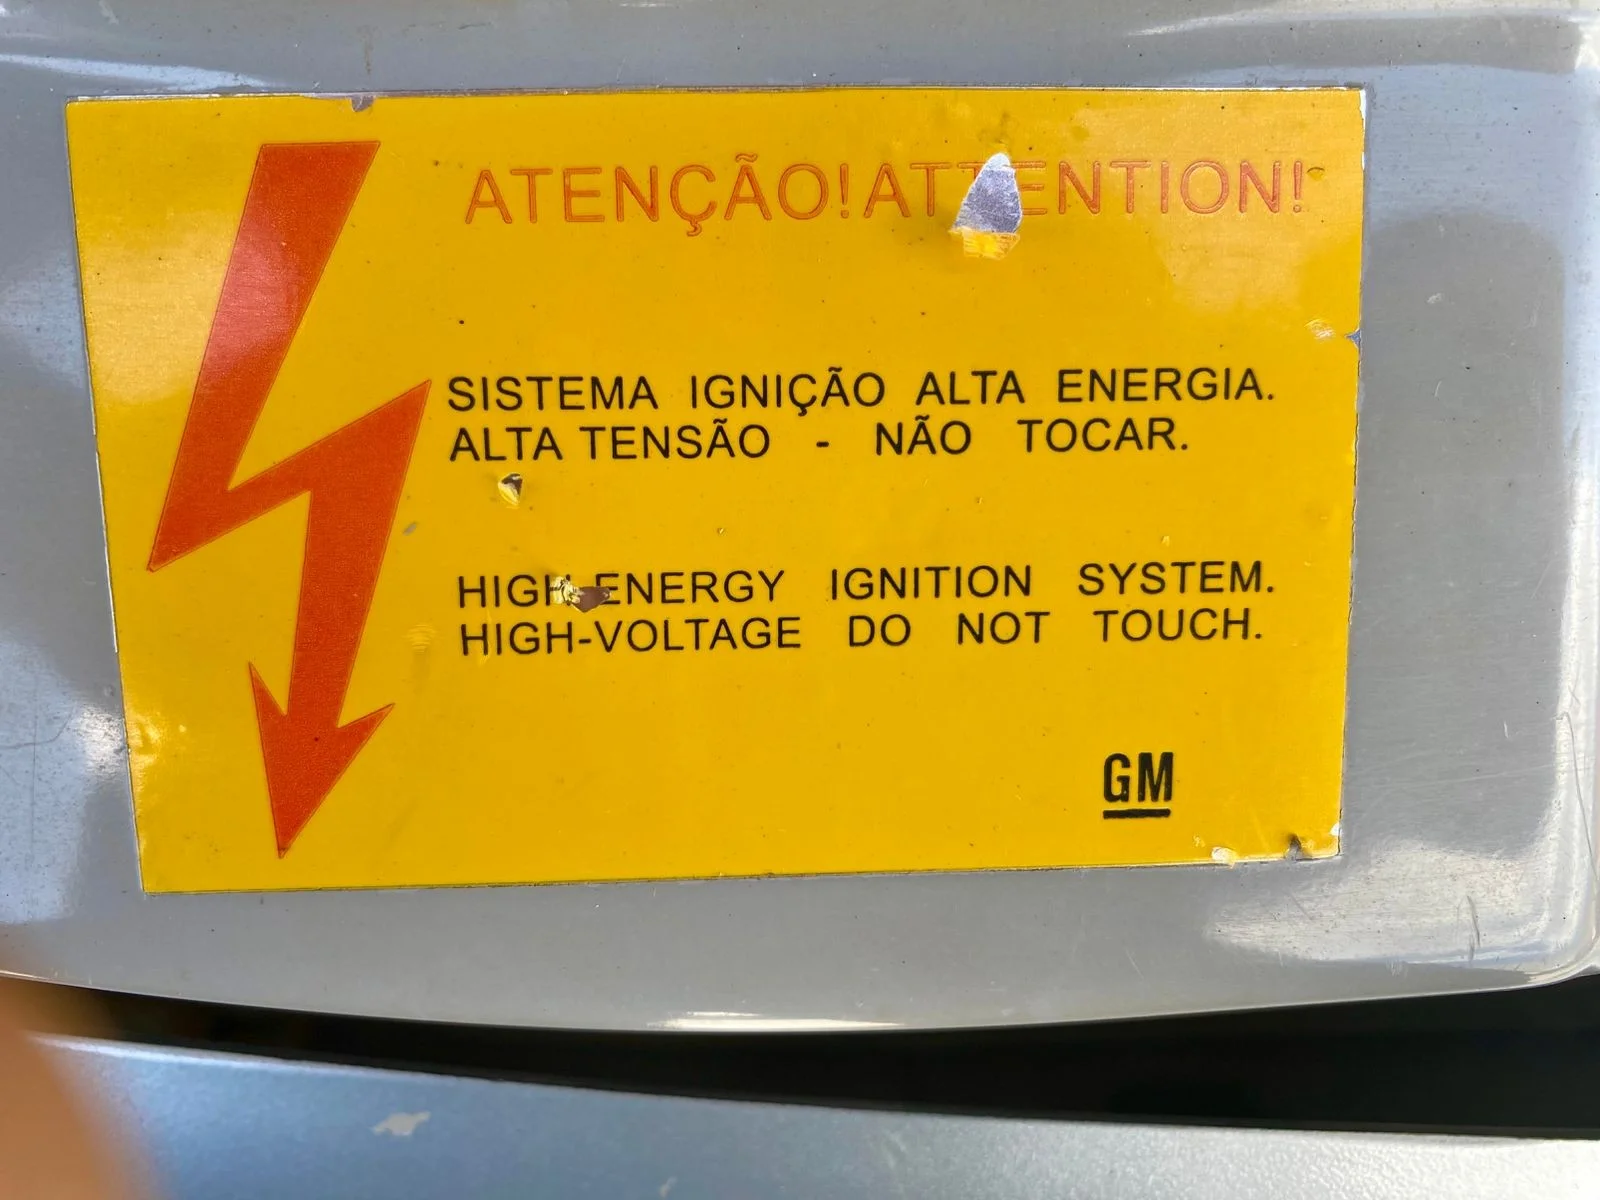 ATENÇÃO! ATTENTION!
SISTEMA IGNIÇÃO ALTA ENERGIA.
ALTA TENSÃO - NÃO TOCAR.
HIGH-ENERGY IGNITION SYSTEM.
HIGH-VOLTAGE DO NOT TOUCH.
GM